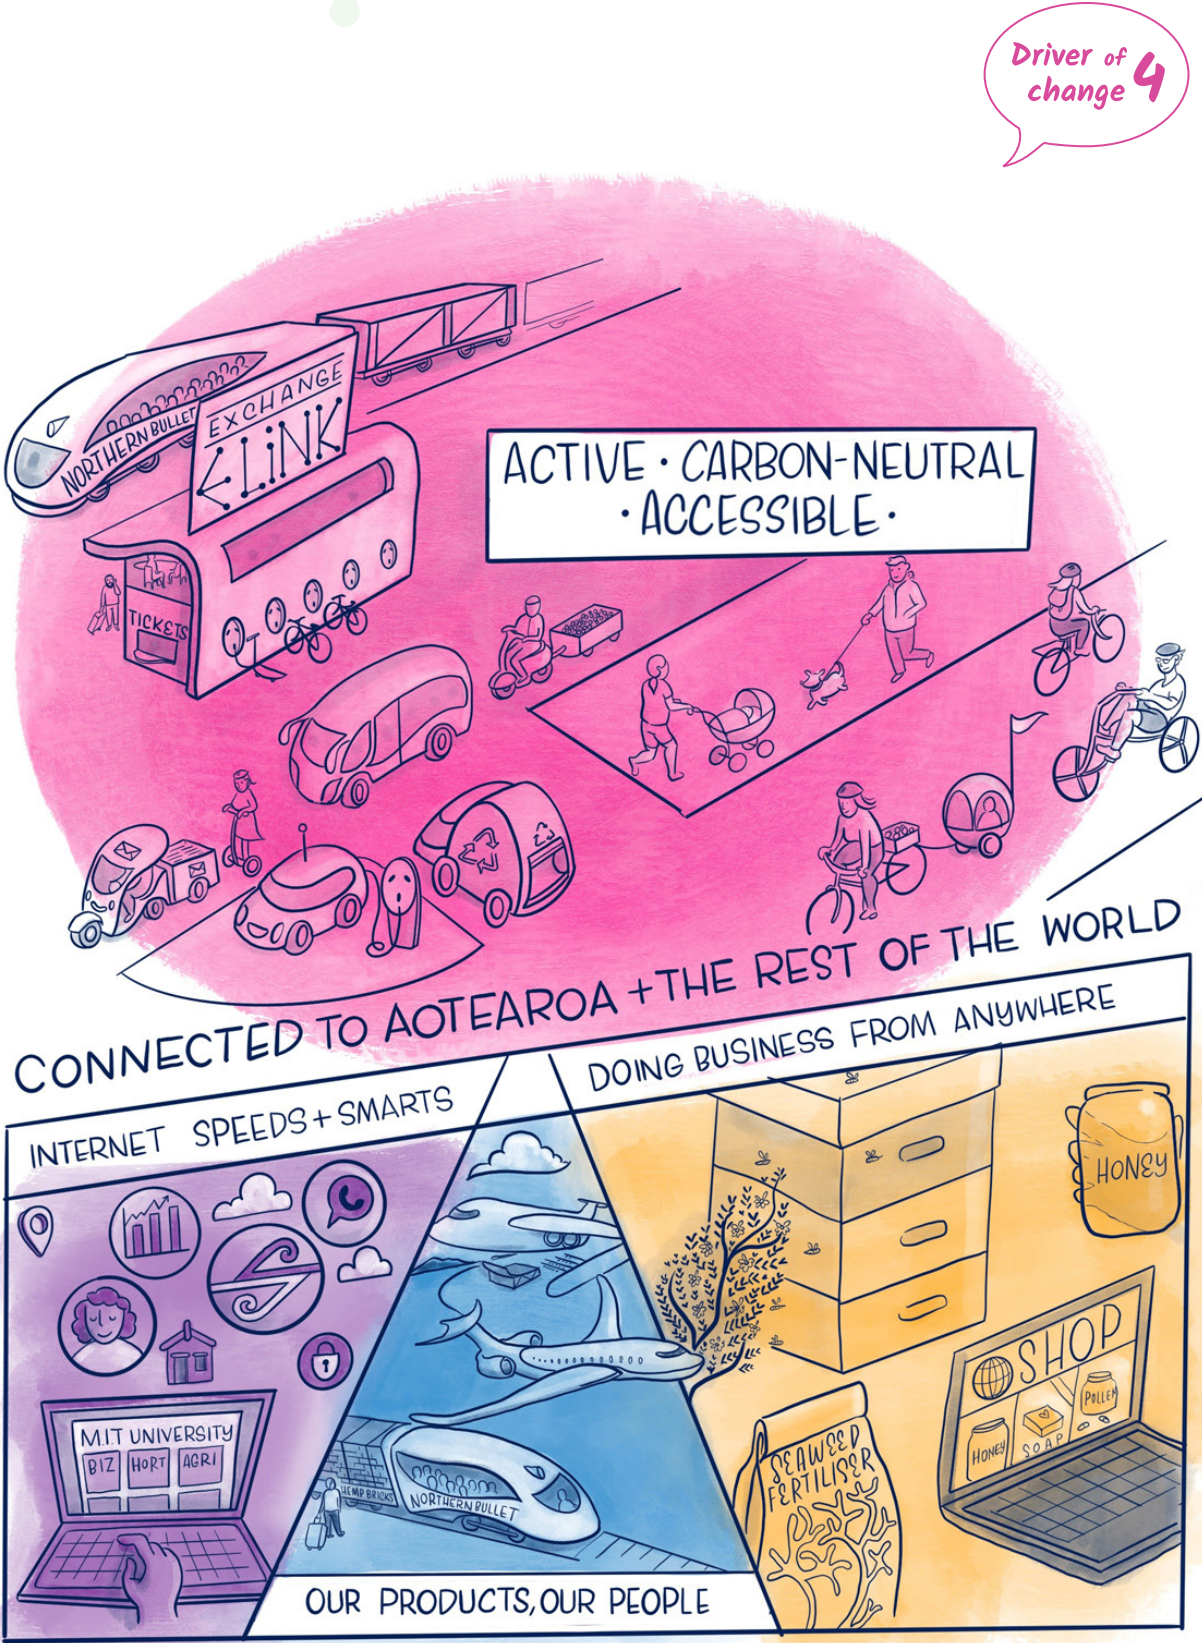 Driver of
change 4
NORTHERN BULLET
EXCHANGE
LINK
TICKETS
ACTIVE · CARBON-NEUTRAL
· ACCESSIBLE ·
CONNECTED TO AOTEAROA + THE REST OF THE WORLD
INTERNET SPEEDS + SMARTS
M.I.T UNIVERSITY
BIZ HORT AGRI
HEMP BRICKS
NORTHERN BULLET
OUR PRODUCTS, OUR PEOPLE
DOING BUSINESS FROM ANYWHERE
HONEY
SHOP
HONEY
SOAP
POLLEN
SEAWEED
FERTILISER